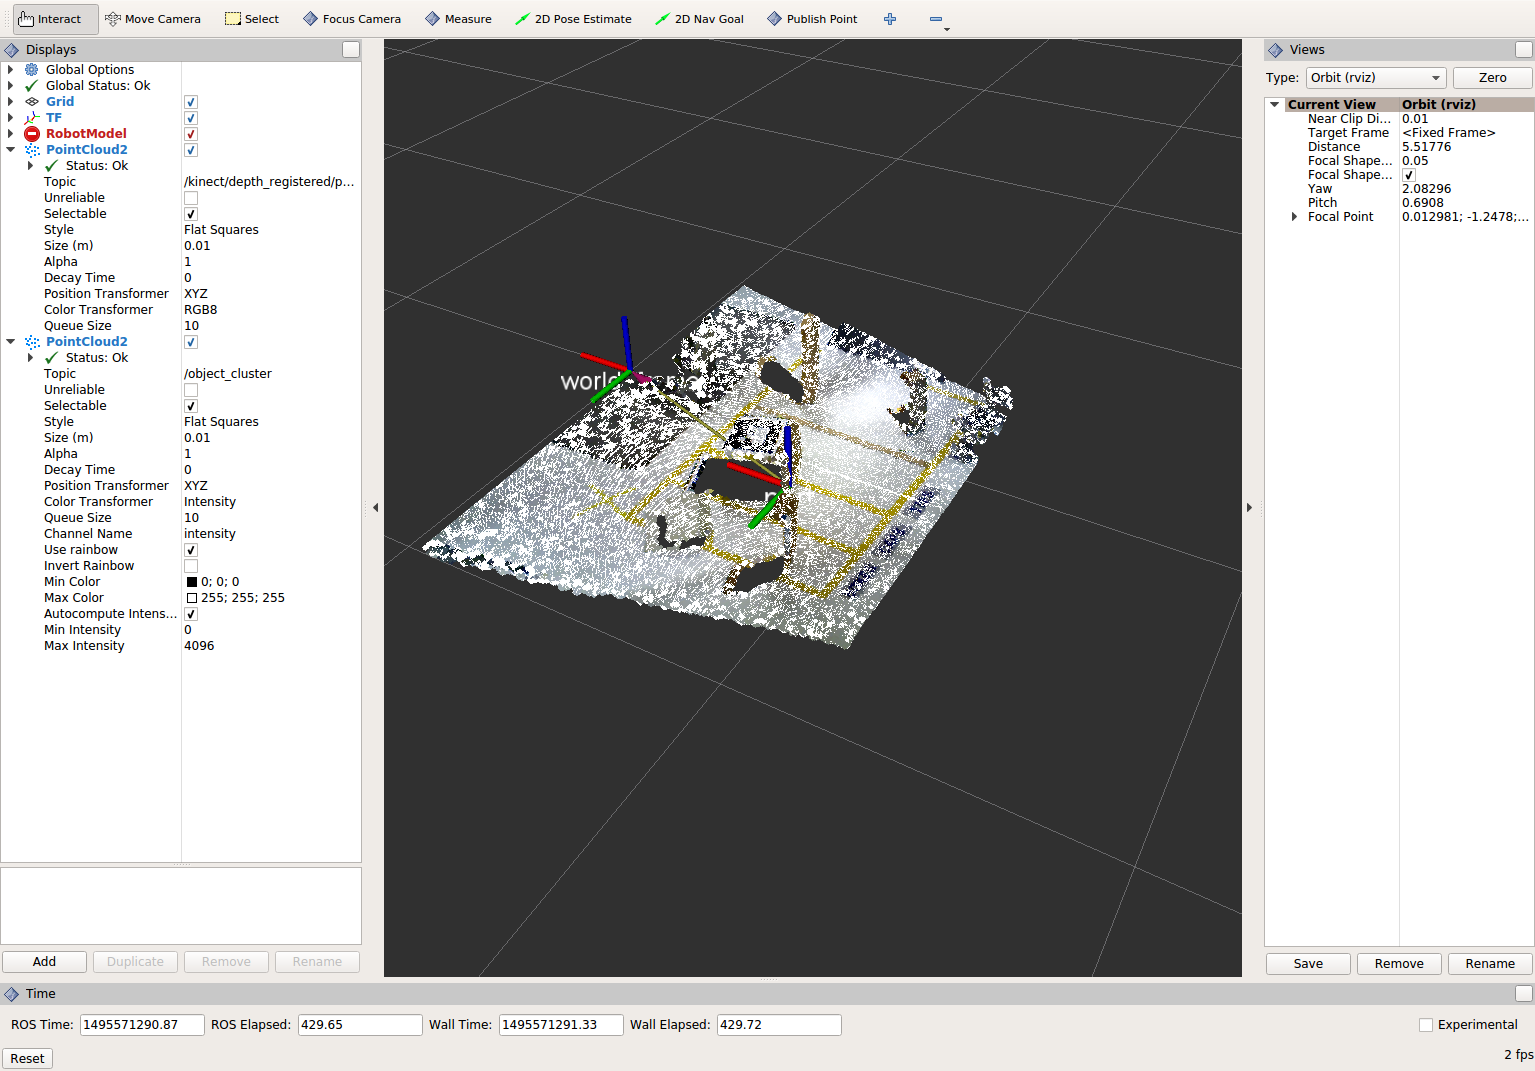 Interact Move Camera Select Focus Camera Measure 2D Pose Estimate 2D Nav Goal Publish Point
Displays
Global Options
Global Status: Ok
Grid
TF
RobotModel
PointCloud2
Status: Ok
Topic /kinect/depth_registered/p...
Unreliable
Selectable
Style Flat Squares
Size (m) 0.01
Alpha 1
Decay Time 0
Position Transformer XYZ
Color Transformer RGB8
Queue Size 10
PointCloud2
Status: Ok
Topic /object_cluster
Unreliable
Selectable
Style Flat Squares
Size (m) 0.01
Alpha 1
Decay Time 0
Position Transformer XYZ
Color Transformer Intensity
Queue Size 10
Channel Name intensity
Use rainbow
Invert Rainbow
Min Color 0; 0; 0
Max Color 255; 255; 255
Autocompute Intens...
Min Intensity 0
Max Intensity 4096
Add Duplicate Remove Rename
Views
Type: Orbit (rviz) Zero
Current View Orbit (rviz)
Near Clip Di... 0.01
Target Frame <Fixed Frame>
Distance 5.51776
Focal Shape... 0.05
Focal Shape...
Yaw 2.08296
Pitch 0.6908
Focal Point 0.012981; -1.2478;...
Save Remove Rename
Time
ROS Time: 1495571290.87 ROS Elapsed: 429.65 Wall Time: 1495571291.33 Wall Elapsed: 429.72 Experimental
Reset 2 fps